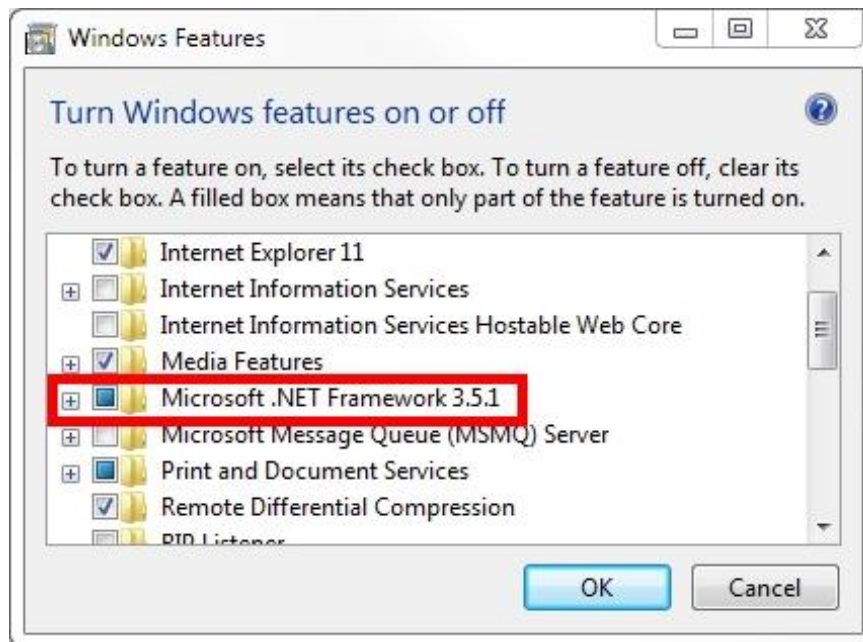 Windows Features
Turn Windows features on or off
To turn a feature on, select its check box. To turn a feature off, clear its
check box. A filled box means that only part of the feature is turned on.
Internet Explorer 11
Internet Information Services
Internet Information Services Hostable Web Core
Media Features
Microsoft .NET Framework 3.5.1
Microsoft Message Queue (MSMQ) Server
Print and Document Services
Remote Differential Compression
RIP Listener
OK
Cancel